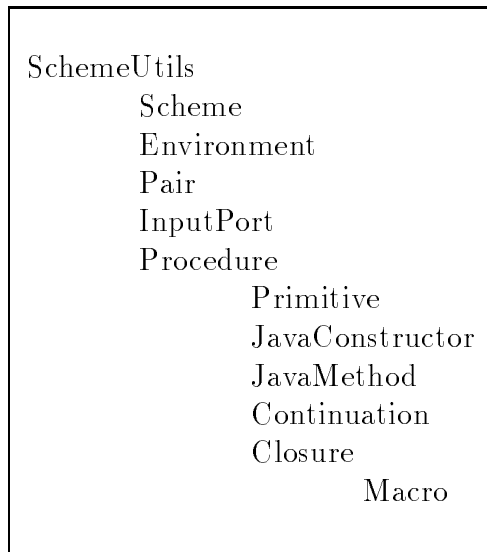 SchemeUtils
Scheme
Environment
Pair
InputPort
Procedure
Primitive
JavaConstructor
JavaMethod
Continuation
Closure
Macro